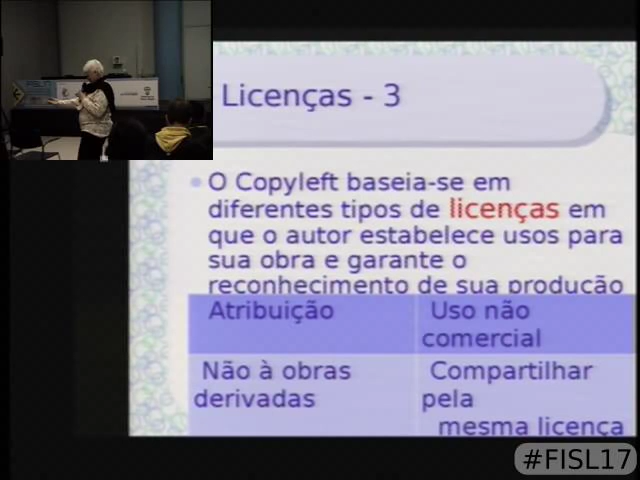 Licenças - 3
O Copyleft baseia-se em
diferentes tipos de licenças em
que o autor estabelece usos para
sua obra e garante o
reconhecimento de sua produção
Atribuição
Uso não
comercial
Não à obras
derivadas
Compartilhar
pela
mesma licença
#FISL17